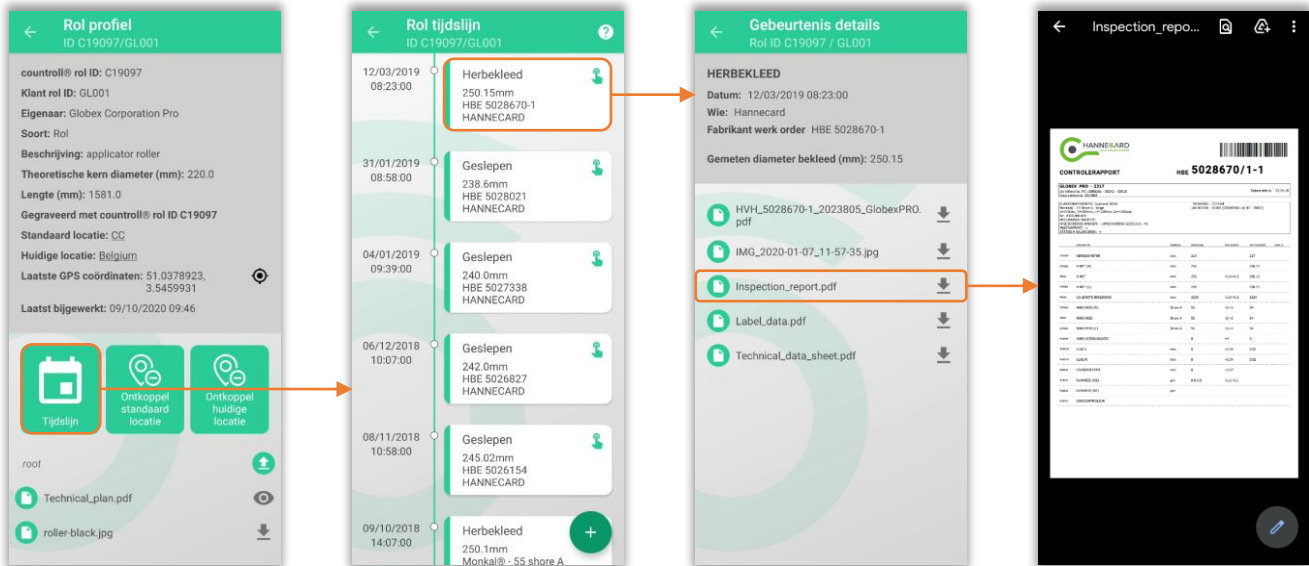 Rol profiel
ID C19097/GL001
countroll® rol ID: C19097
Klant rol ID: GL001
Eigenaar: Globex Corporation Pro
Soort: Rol
Beschrijving: applicator roller
Theoretische kern diameter (mm): 220.0
Lengte (mm): 1581.0
Gegraveerd met countroll® rol ID C19097
Standaard locatie: CC
Huidige locatie: Belgium
Laatste GPS coördinaten: 51.0378923,
3.5459931
Laatst bijgewerkt: 09/10/2020 09:46
Tijdslijn
Ontkoppel
standaard
locatie
Ontkoppel
huidige
locatie
root
Technical_plan.pdf
roller-black.jpg
Rol tijdslijn
ID C19097/GL001
12/03/2019
08:23:00
Herbekleed
250.15mm
HBE 5028670-1
HANNECARD
31/01/2019
08:58:00
Geslepen
238.6mm
HBE 5028021
HANNECARD
04/01/2019
09:39:00
Geslepen
240.0mm
HBE 5027338
HANNECARD
06/12/2018
10:07:00
Geslepen
242.0mm
HBE 5026827
HANNECARD
08/11/2018
10:58:00
Geslepen
245.02mm
HBE 5026154
HANNECARD
09/10/2018
14:07:00
Herbekleed
250.1mm
Monkal® - 55 shore A
Gebeurtenis details
Rol ID C19097 / GL001
HERBEKLEED
Datum: 12/03/2019 08:23:00
Wie: Hannecard
Fabrikant werk order HBE 5028670-1
Gemeten diameter bekleed (mm): 250.15
HVH_5028670-1_2023805_GlobexPRO.
pdf
IMG_2020-01-07_11-57-35.jpg
Inspection_report.pdf
Label_data.pdf
Technical_data_sheet.pdf
Inspection_repo...
HANNECARD
CONTROLERAPPORT
HBE 5028670/1-1
GLOBEX PRO - 2217